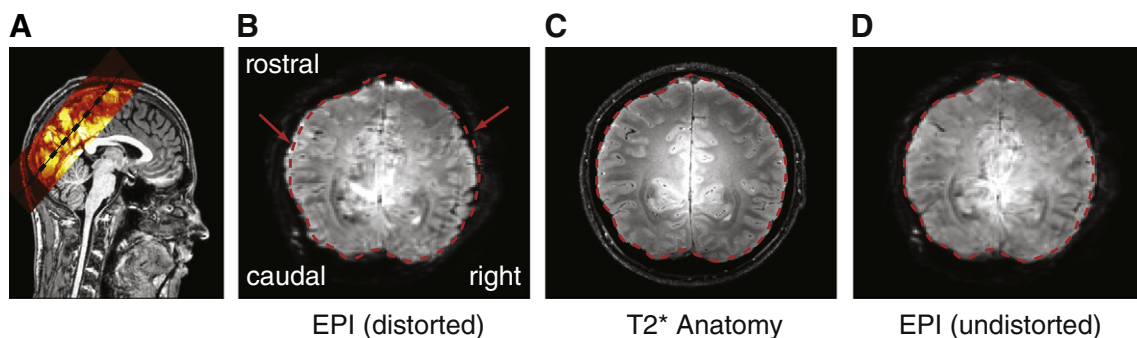 A
B
C
D
rostral
caudal
right
EPI (distorted)
T2* Anatomy
EPI (undistorted)